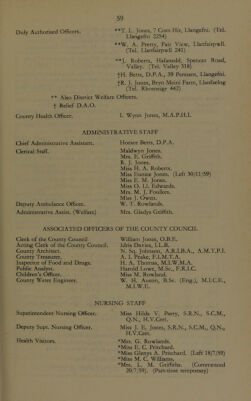 59
Duly Authorised Officers. **T. L. Jones, 7 Corn Hir, Llangefni. (Tel. Llangefni 2254)
**W. A. Pretty, Fair View, Llanfairpwll. (Tel. Llanfairpwll 241)
**J. Roberts, Hafanedd, Spencer Road, Valley. (Tel. Valley 318)
†H. Betts, D.P.A., 39 Penmon, Llangefni.
†R. J. Jones, Bryn Meini Farm, Llanfaelog (Tel. Rhosneigr 442)
** Also District Welfare Officers.
† Relief D.A.O.
County Health Officer. I. Wynn Jones, M.A.P.H.I.
ADMINISTRATIVE STAFF
Chief Administrative Assistant. Horace Betts, D.P.A.
Clerical Staff. Maldwyn Jones.
Mrs. E. Griffith.
R. J. Jones.
Miss H. A. Roberts.
Miss Eunice Jones. (Left 30/11/59)
Miss E. M. Jones.
Miss O. Ll. Edwards.
Mrs. M. J. Foulkes.
Miss J. Owen.
Deputy Ambulance Officer. W. T. Rowlands.
Administrative Assist. (Welfare) Mrs. Gladys Griffith.
ASSOCIATED OFFICERS OF THE COUNTY COUNCIL
Clerk of the County Council William Jones, O.B.E.
Acting Clerk of the County Council. Idris Davies, LL.B.
County Architect. N. Sq. Johnson, A.R.I.B.A., A.M.T.P.I.
County Treasurer. A. I. Peake, F.I.M.T.A.
Inspector of Food and Drugs. H. A. Thomas, M.I.W.M.A.
Public Analyst. Harold Lowe, M.Sc., F.R.I.C.
Children's Officer. Miss M. Rowland.
County Water Engineer. W. H. Austin, B.Sc. (Eng.), M.I.C.E., M.I.W.E.
NURSING STAFF
Superintendent Nursing Officer. Miss Hilda V. Parry, S.R.N., S.C.M., Q.N., H.V.Cert.
Deputy Supt. Nursing Officer. Miss J. E. Jones, S.R.N., S.C.M., Q.N., H.V.Cert.
Health Visitors. *Mrs. G. Rowlands.
*Miss E. C. Pritchard.
*Miss Glenys A. Pritchard. (Left 18/7/59)
*Miss M. C. Williams.
*Mrs. L. M. Griffiths. (Commenced 20/7/59). (Part-time temporary)